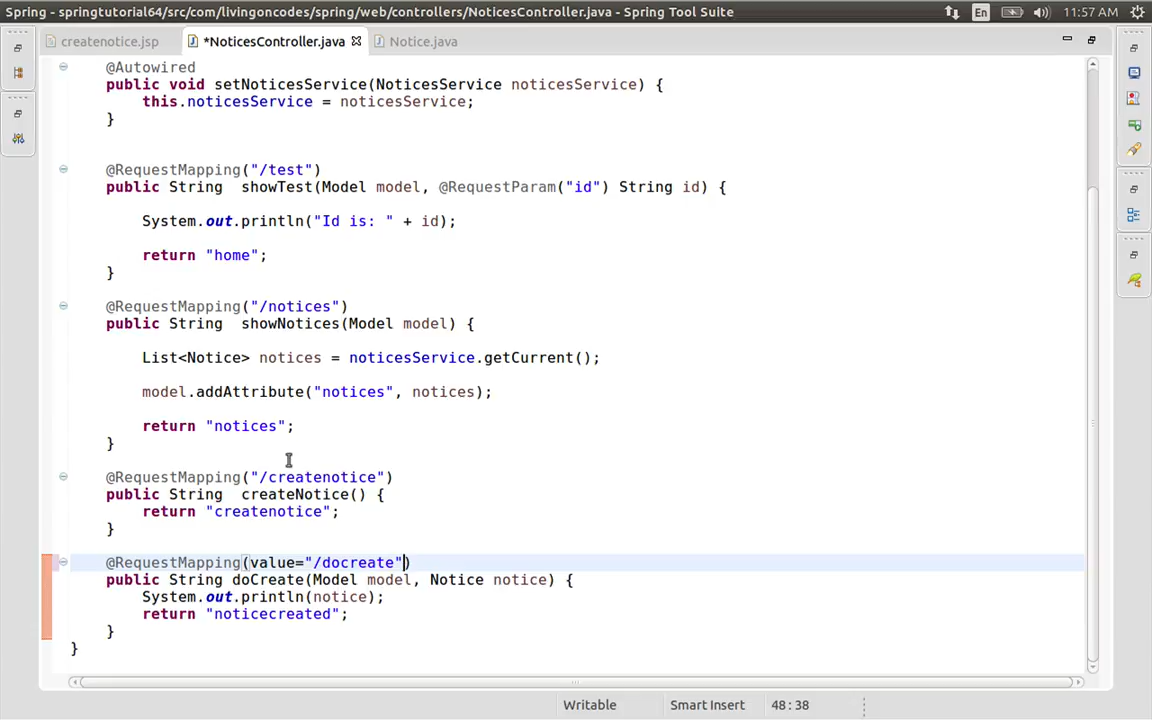 Spring - springtutorial64/src/com/livingoncodes/spring/web/controllers/NoticesController.java - Spring Tool Suite
En
11:57 AM
createnotice.jsp
*NoticesController.java
Notice.java
@Autowired
public void setNoticesService(NoticesService noticesService) {
this.noticesService = noticesService;
}
@RequestMapping("/test")
public String showTest(Model model, @RequestParam("id") String id) {
System.out.println("Id is: " + id);
return "home";
}
@RequestMapping("/notices")
public String showNotices(Model model) {
List<Notice> notices = noticesService.getCurrent();
model.addAttribute("notices", notices);
return "notices";
}
@RequestMapping("/createnotice")
public String createNotice() {
return "createnotice";
}
@RequestMapping(value="/docreate")
public String doCreate(Model model, Notice notice) {
System.out.println(notice);
return "noticecreated";
}
}
Writable
Smart Insert
48 : 38